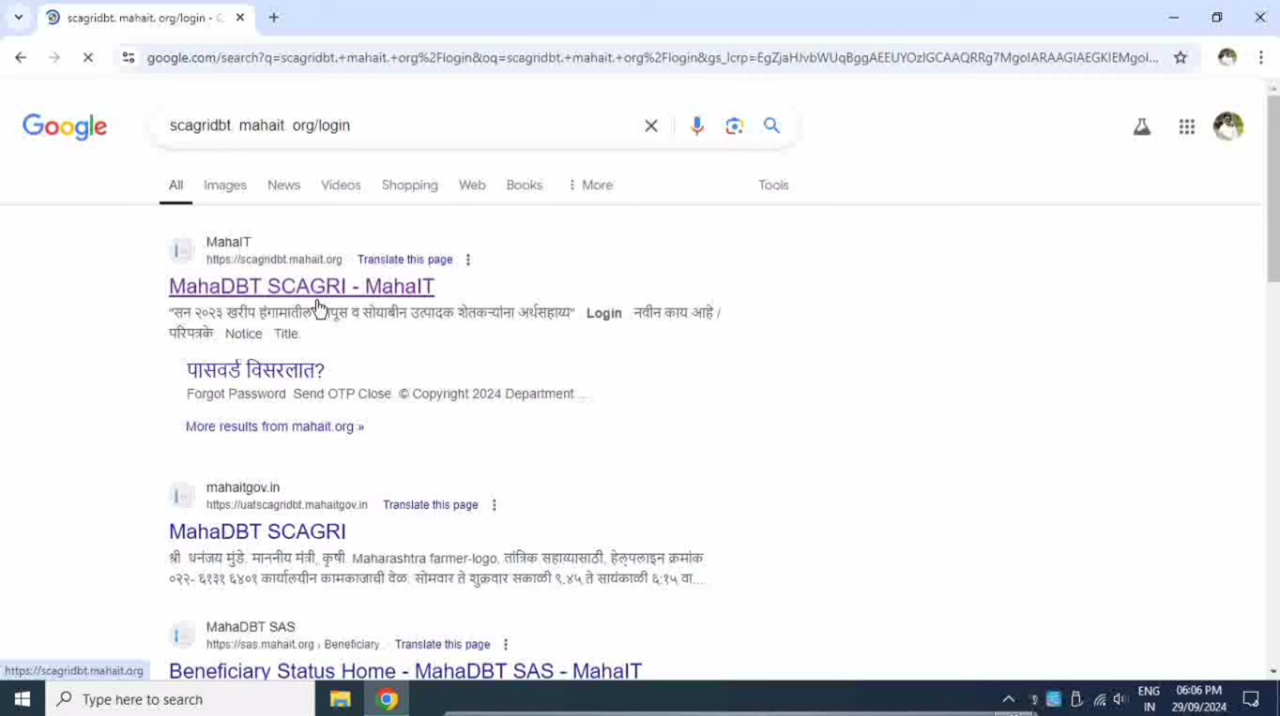 scagridbt. mahait. org/login - G
google.com/search?q=scagridbt.+mahait.+org%2Flogin&oq=scagridbt.+mahait.+org%2Flogin&gs_lcrp=EgZjaHJvbWUqBggAEEUYOzIGCAAQRRg7MgoIARAAGIAEGKIEMgoI...
Google
scagridbt mahait org/login
All Images News Videos Shopping Web Books More Tools
MahaIT
https://scagridbt.mahait.org Translate this page
MahaDBT SCAGRI - MahaIT
"सन २०२३ खरीप हंगामातील व सोयाबीन उत्पादक शेतकऱ्यांना अर्थसहाय्य" Login नवीन काय आहे /
परिपत्रके Notice Title.
पासवर्ड विसरलात?
Forgot Password Send OTP Close. © Copyright 2024 Department ...
More results from mahait.org »
mahaitgov.in
https://uatscagridbt.mahaitgov.in Translate this page
MahaDBT SCAGRI
श्री धनंजय मुंडे. माननीय मंत्री, कृषी. Maharashtra farmer-logo. तांत्रिक सहाय्यासाठी, हेल्पलाइन क्रमांक
०२२- ६१३१ ६४०१ कार्यालयीन कामकाजाची वेळ. सोमवार ते शुक्रवार सकाळी ९.४५ ते सायंकाळी ६.१५ वा....
MahaDBT SAS
https://sas.mahait.org › Beneficiary Translate this page
Beneficiary Status Home - MahaDBT SAS - MahaIT
https://scagridbt.mahait.org
Type here to search
ENG
IN
06:06 PM
29/09/2024